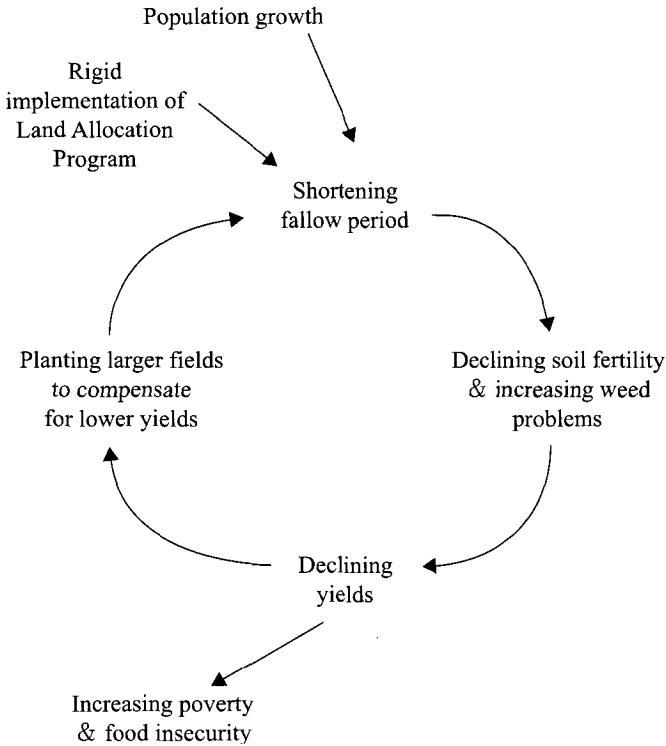 Population growth
Rigid
implementation of
Land Allocation
Program
Shortening
fallow period
Declining soil fertility
& increasing weed
problems
Declining
yields
Planting larger fields
to compensate
for lower yields
Increasing poverty
& food insecurity